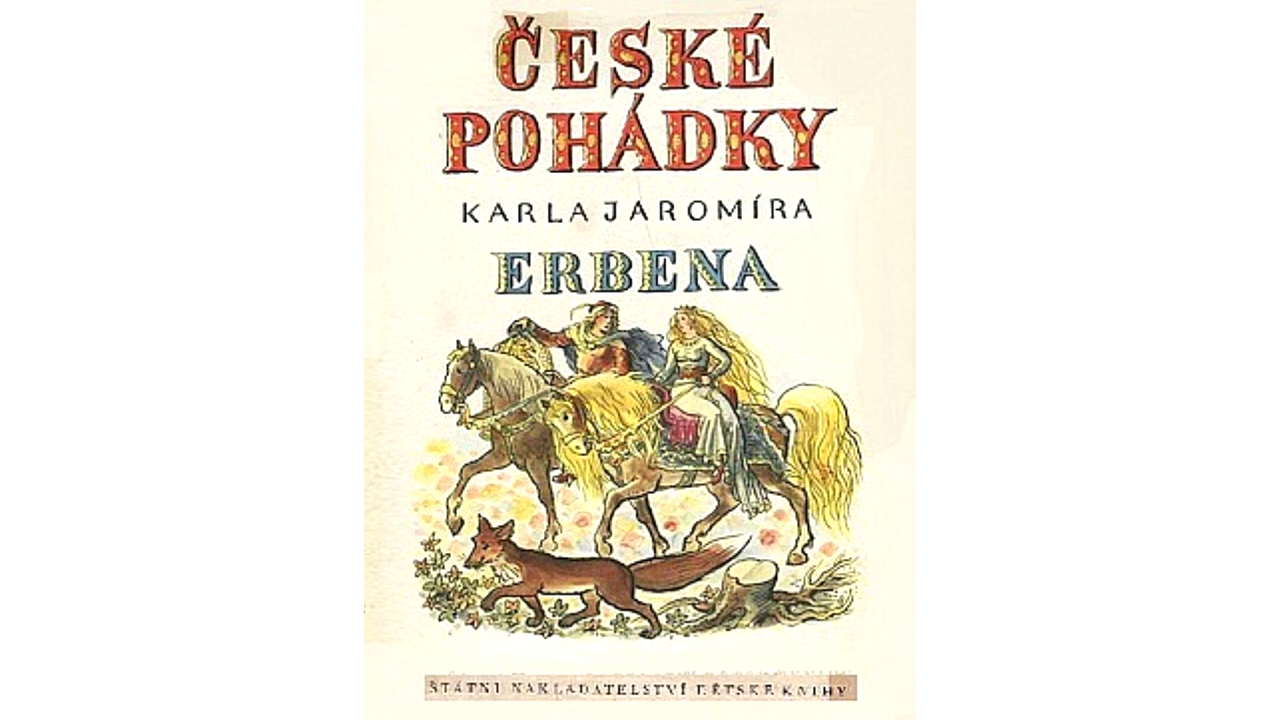 ČESKÉ
POHÁDKY
KARLA JAROMÍRA
ERBENA
STÁTNÍ NAKLADATELSTVÍ DĚTSKÉ KNIHY